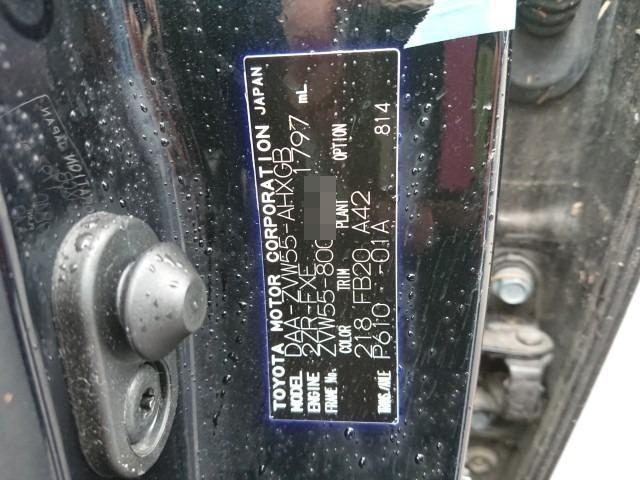 TOYOTA MOTOR CORPORATION JAPAN
MODEL DAA-ZVW55-AHXGB
ENGINE 2ZR-FXE 1797 mL
FRAME No. ZVW55-800
COLOR TRIM PLANT OPTION
218 FB20 A42 814
TRANS./AXLE P610 -01A